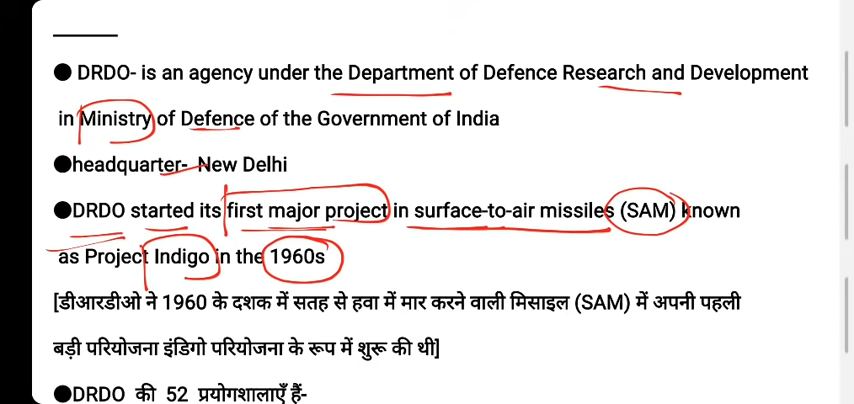 ● DRDO- is an agency under the Department of Defence Research and Development
in Ministry of Defence of the Government of India
●headquarter- New Delhi
●DRDO started its first major project in surface-to-air missiles (SAM) known
as Project Indigo in the 1960s
[डीआरडीओ ने 1960 के दशक में सतह से हवा में मार करने वाली मिसाइल (SAM) में अपनी पहली
बड़ी परियोजना इंडिगो परियोजना के रूप में शुरू की थी]
●DRDO की 52 प्रयोगशालाएँ हैं-